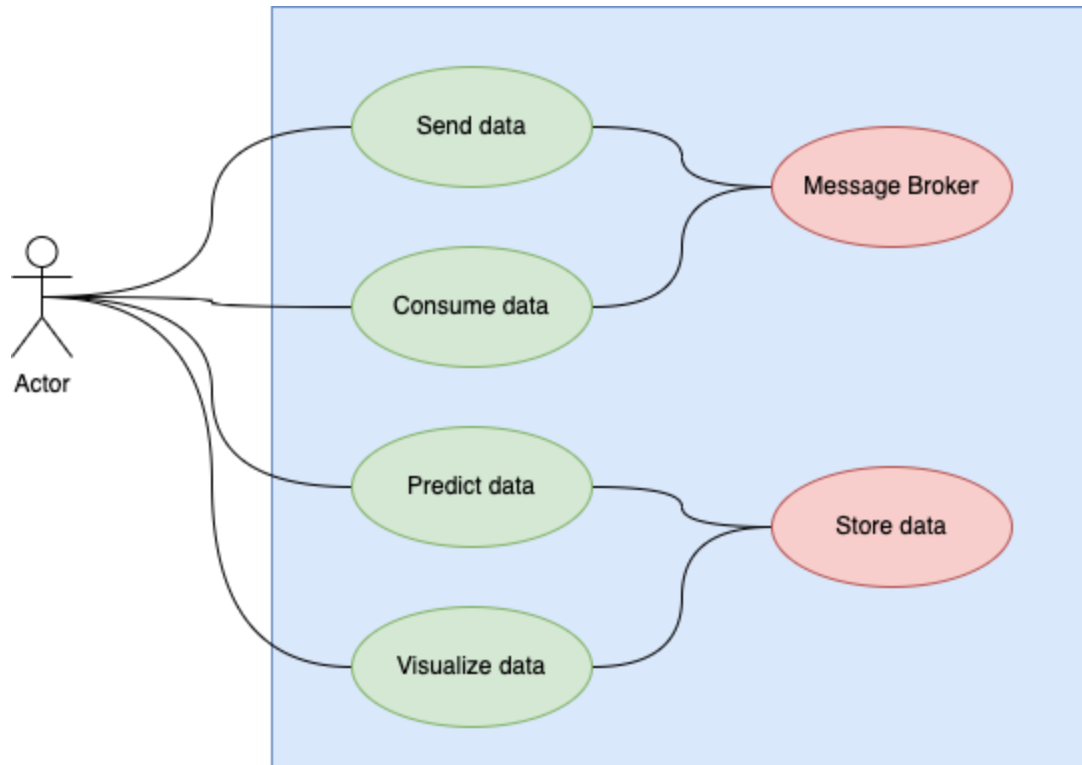 Send data
Message Broker
Consume data
Actor
Predict data
Store data
Visualize data